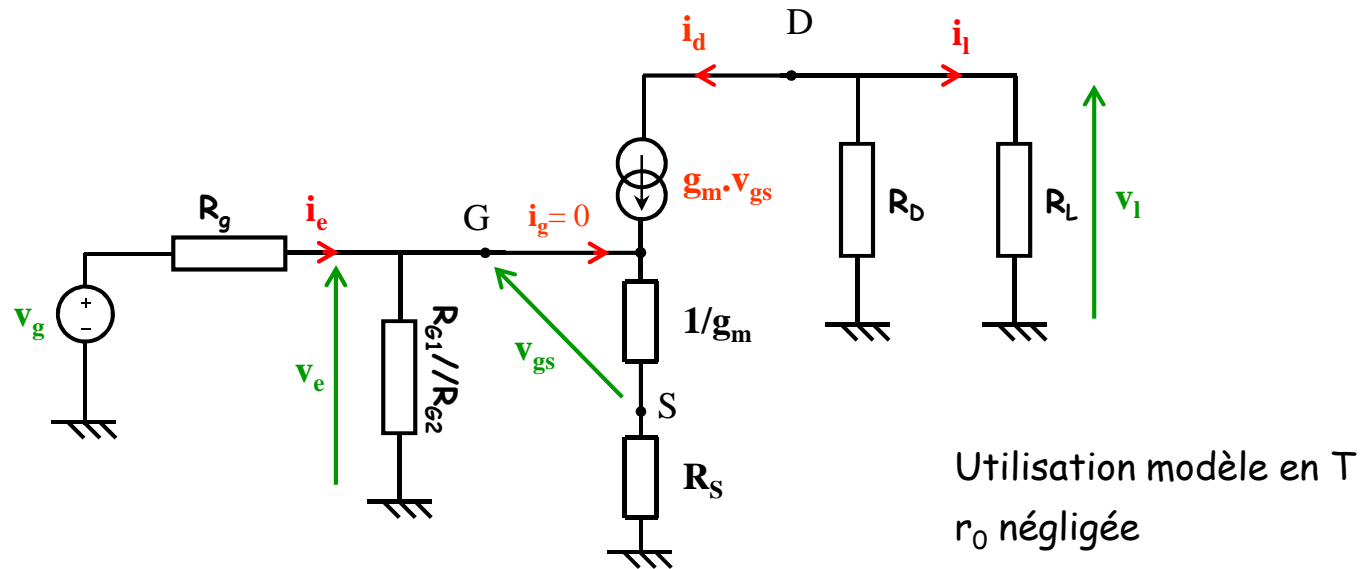 D
i_d
i_l
g_m.v_gs
R_D
R_L
v_l
R_g
i_e
G
i_g= 0
+
−
v_g
v_e
R_G1//R_G2
v_gs
1/g_m
S
R_S
Utilisation modèle en T
r_0 négligée